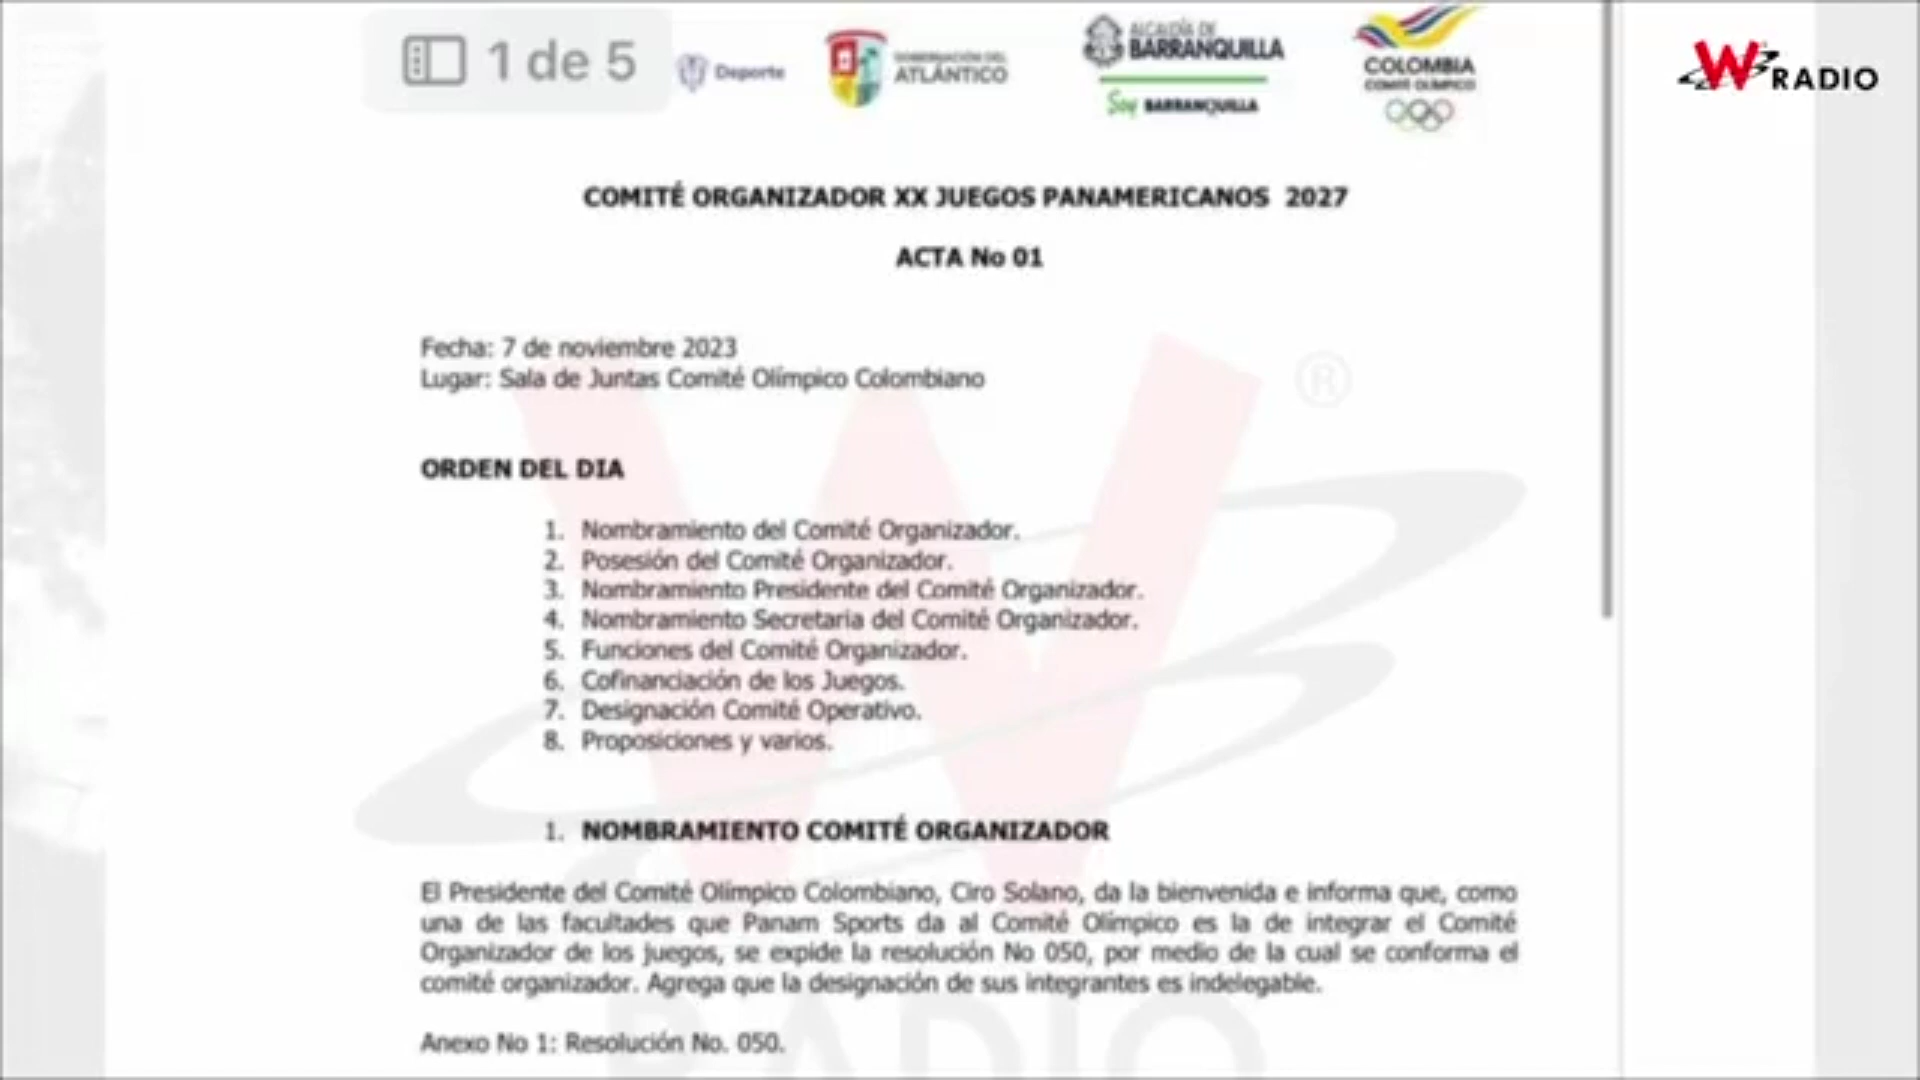 1 de 5
Deporte
GOBERNACIÓN DEL
ATLÁNTICO
ALCALDÍA DE
BARRANQUILLA
Soy BARRANQUILLA
COLOMBIA
COMITÉ OLÍMPICO
W RADIO
COMITÉ ORGANIZADOR XX JUEGOS PANAMERICANOS 2027
ACTA No 01
Fecha: 7 de noviembre 2023
Lugar: Sala de Juntas Comité Olímpico Colombiano
®
ORDEN DEL DIA
1. Nombramiento del Comité Organizador.
2. Posesión del Comité Organizador.
3. Nombramiento Presidente del Comité Organizador.
4. Nombramiento Secretaria del Comité Organizador.
5. Funciones del Comité Organizador.
6. Cofinanciación de los Juegos.
7. Designación Comité Operativo.
8. Proposiciones y varios.
1. NOMBRAMIENTO COMITÉ ORGANIZADOR
El Presidente del Comité Olímpico Colombiano, Ciro Solano, da la bienvenida e informa que, como
una de las facultades que Panam Sports da al Comité Olímpico es la de integrar el Comité
Organizador de los juegos, se expide la resolución No 050, por medio de la cual se conforma el
comité organizador. Agrega que la designación de sus integrantes es indelegable.
Anexo No 1: Resolución No. 050.
RADIO